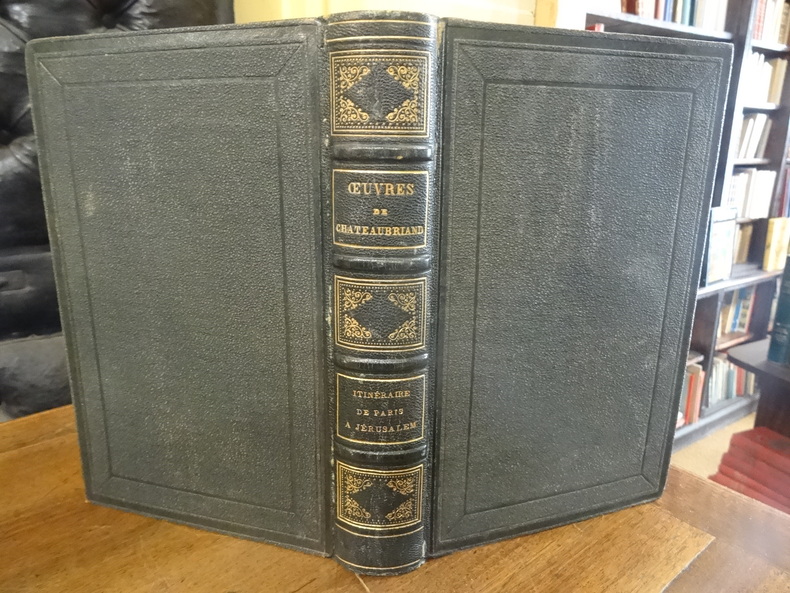 ŒUVRES
DE
CHATEAUBRIAND
ITINÉRAIRE
DE PARIS
A JÉRUSALEM